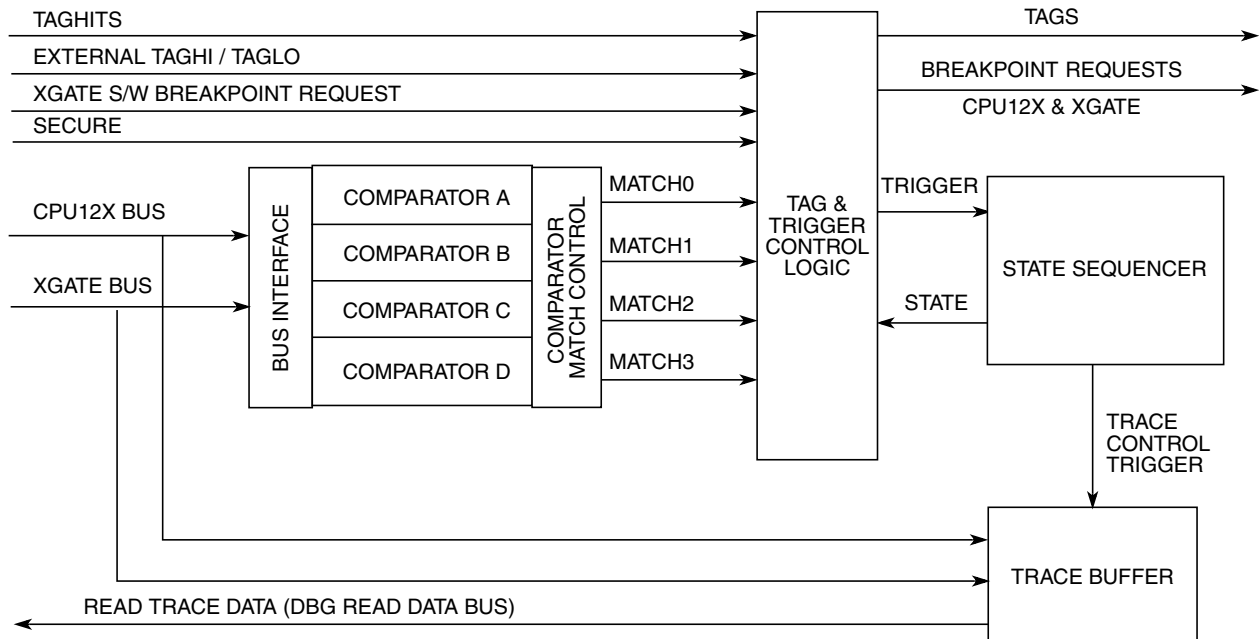 TAGHITS
EXTERNAL TAGHI / TAGLO
XGATE S/W BREAKPOINT REQUEST
SECURE
TAGS
BREAKPOINT REQUESTS
CPU12X & XGATE
CPU12X BUS
XGATE BUS
BUS INTERFACE
COMPARATOR A
COMPARATOR B
COMPARATOR C
COMPARATOR D
COMPARATOR
MATCH CONTROL
MATCH0
MATCH1
MATCH2
MATCH3
TAG &
TRIGGER
CONTROL
LOGIC
TRIGGER
STATE
STATE SEQUENCER
TRACE
CONTROL
TRIGGER
TRACE BUFFER
READ TRACE DATA (DBG READ DATA BUS)